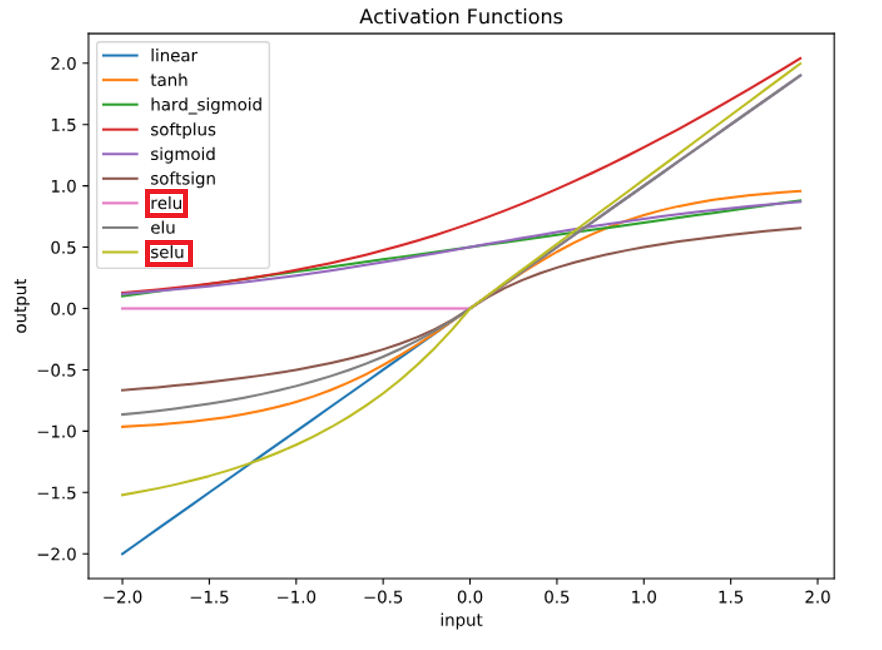 Activation Functions
linear
tanh
hard_sigmoid
softplus
sigmoid
softsign
relu
elu
selu
2.0
1.5
1.0
0.5
0.0
−0.5
−1.0
−1.5
−2.0
output
−2.0 −1.5 −1.0 −0.5 0.0 0.5 1.0 1.5 2.0
input